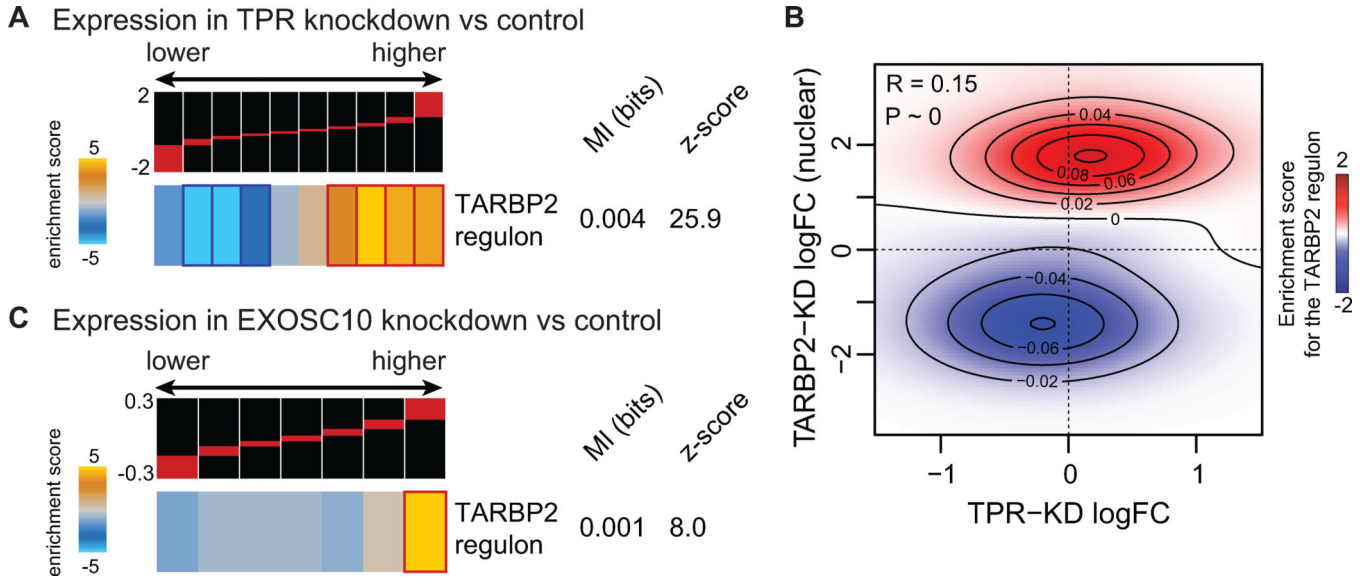 A Expression in TPR knockdown vs control
lower higher
2
-2
enrichment score
5
-5
MI (bits)
z-score
TARBP2
regulon
0.004 25.9
C Expression in EXOSC10 knockdown vs control
lower higher
0.3
-0.3
enrichment score
5
-5
MI (bits)
z-score
TARBP2
regulon
0.001 8.0
B
R = 0.15
P ~ 0
0.04
0.08
0.06
0.02
0
−0.04
−0.06
−0.02
2
0
−2
TARBP2−KD logFC (nuclear)
−1 0 1
TPR−KD logFC
2
-2
Enrichment score
for the TARBP2 regulon